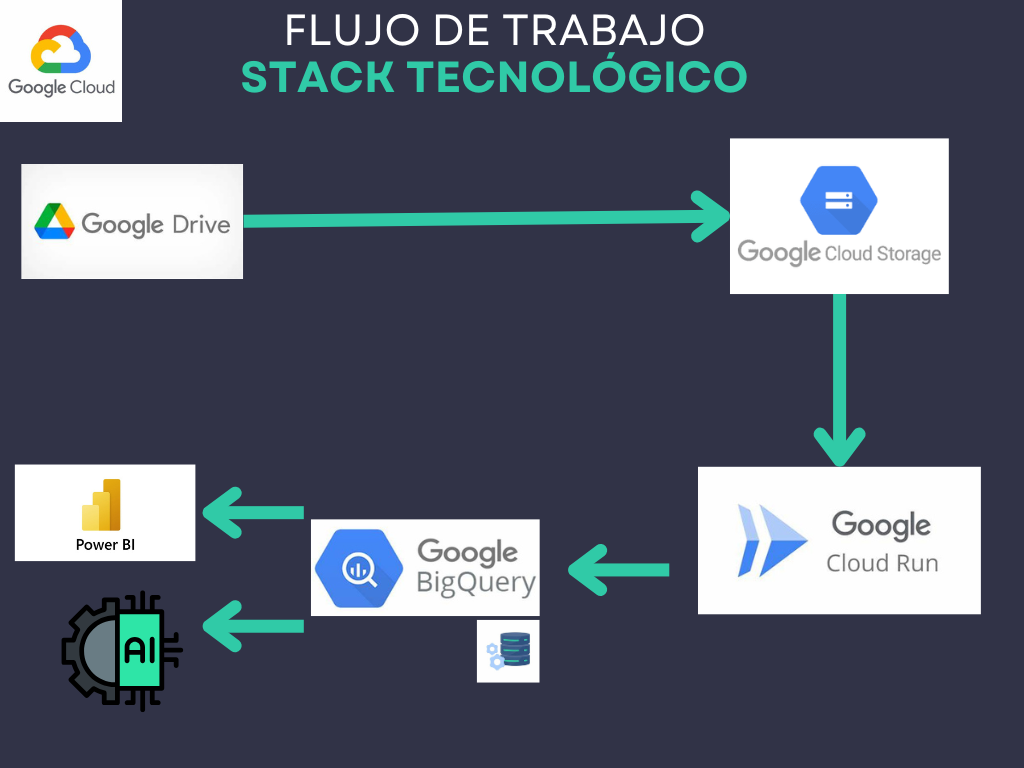 Google Cloud
FLUJO DE TRABAJO
STACK TECNOLÓGICO
Google Drive
Google Cloud Storage
Power BI
Google
BigQuery
Google
Cloud Run
AI